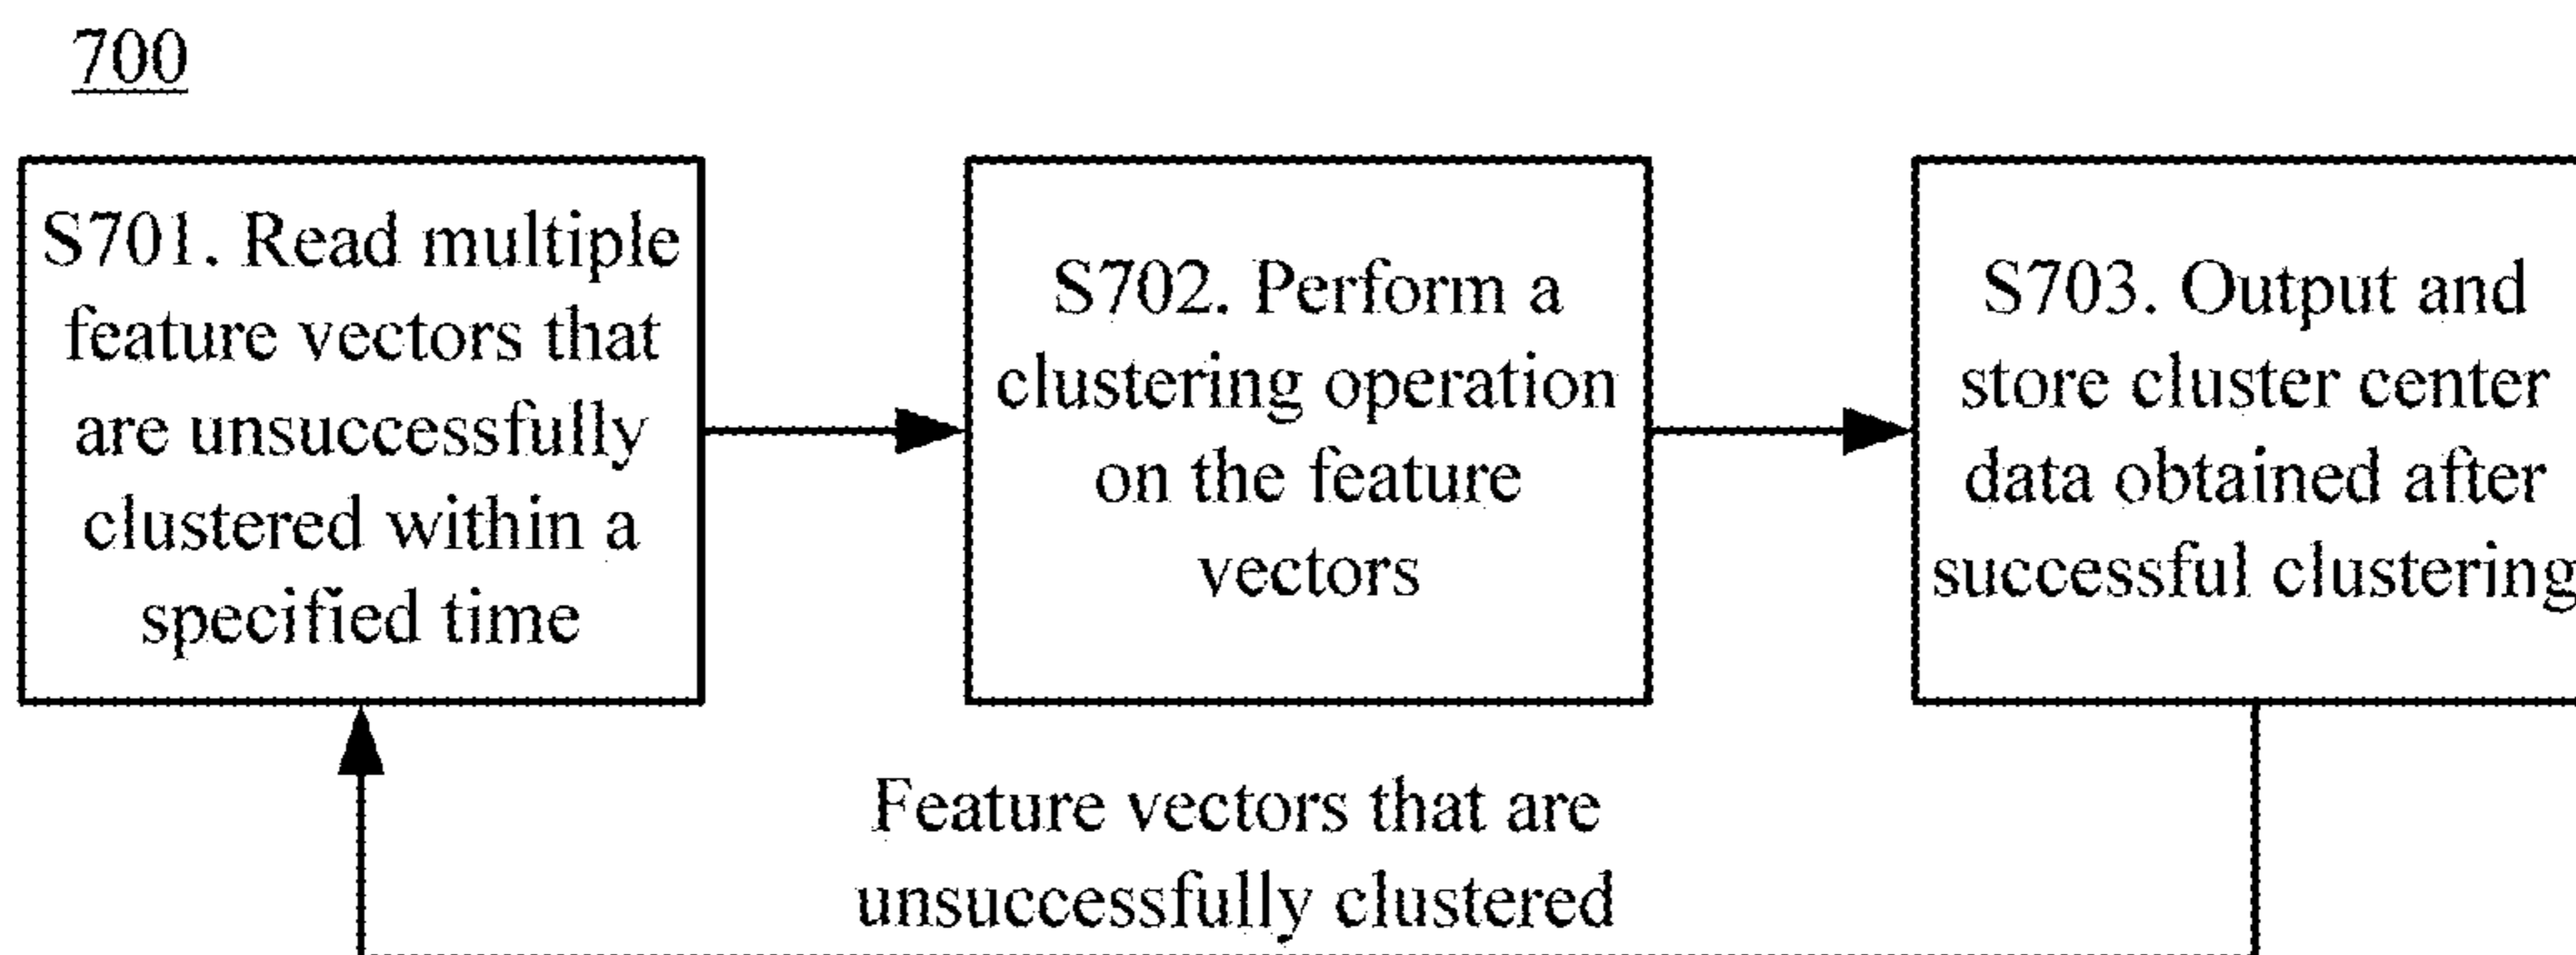 700
S701. Read multiple
feature vectors that
are unsuccessfully
clustered within a
specified time
S702. Perform a
clustering operation
on the feature
vectors
S703. Output and
store cluster center
data obtained after
successful clustering
Feature vectors that are
unsuccessfully clustered